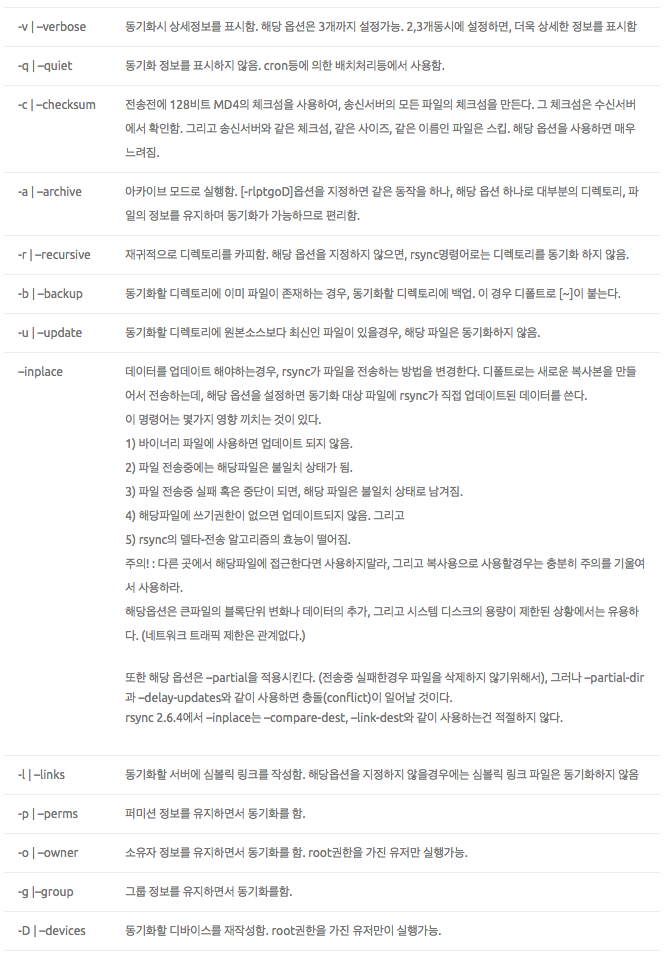 -v | –verbose 동기화시 상세정보를 표시함. 해당 옵션은 3개까지 설정가능. 2,3개동시에 설정하면, 더욱 상세한 정보를 표시함
-q | –quiet 동기화 정보를 표시하지 않음. cron등에 의한 배치처리등에서 사용함.
-c | –checksum 전송전에 128비트 MD4의 체크섬을 사용하여, 송신서버의 모든 파일의 체크섬을 만든다. 그 체크섬은 수신서버
에서 확인함. 그리고 송신서버와 같은 체크섬, 같은 사이즈, 같은 이름인 파일은 스킵. 해당 옵션을 사용하면 매우
느려짐.
-a | –archive 아카이브 모드로 실행함. [-rlptgoD]옵션을 지정하면 같은 동작을 하나, 해당 옵션 하나로 대부분의 디렉토리, 파
일의 정보를 유지하며 동기화가 가능하므로 편리함.
-r | –recursive 재귀적으로 디렉토리를 카피함. 해당 옵션을 지정하지 않으면, rsync명령어로는 디렉토리를 동기화 하지 않음.
-b | –backup 동기화할 디렉토리에 이미 파일이 존재하는 경우, 동기화할 디렉토리에 백업. 이 경우 디폴트로 [~]이 붙는다.
-u | –update 동기화할 디렉토리에 원본소스보다 최신인 파일이 있을경우, 해당 파일은 동기화하지 않음.
–inplace 데이터를 업데이트 해야하는경우, rsync가 파일을 전송하는 방법을 변경한다. 디폴트로는 새로운 복사본을 만들
어서 전송하는데, 해당 옵션을 설정하면 동기화 대상 파일에 rsync가 직접 업데이트된 데이터를 쓴다.
이 명령어는 몇가지 영향 끼치는 것이 있다.
1) 바이너리 파일에 사용하면 업데이트 되지 않음.
2) 파일 전송중에는 해당파일은 불일치 상태가 됨.
3) 파일 전송중 실패 혹은 중단이 되면, 해당 파일은 불일치 상태로 남겨짐.
4) 해당파일에 쓰기권한이 없으면 업데이트되지 않음. 그리고
5) rsync의 델타-전송 알고리즘의 효능이 떨어짐.
주의! : 다른 곳에서 해당파일에 접근한다면 사용하지말라, 그리고 복사용으로 사용할경우는 충분히 주의를 기울여
서 사용하라.
해당옵션은 큰파일의 블록단위 변화나 데이터의 추가, 그리고 시스템 디스크의 용량이 제한된 상황에서는 유용하
다. (네트워크 트래픽 제한은 관계없다.)
또한 해당 옵션은 –partial을 적용시킨다. (전송중 실패한경우 파일을 삭제하지 않기위해서), 그러나 –partial-dir
과 –delay-updates와 같이 사용하면 충돌(conflict)이 일어날 것이다.
rsync 2.6.4에서 –inplace는 –compare-dest, –link-dest와 같이 사용하는건 적절하지 않다.
-l | –links 동기화할 서버에 심볼릭 링크를 작성함. 해당옵션을 지정하지 않을경우에는 심볼릭 링크 파일은 동기화하지 않음
-p | –perms 퍼미션 정보를 유지하면서 동기화를 함.
-o | –owner 소유자 정보를 유지하면서 동기화를 함. root권한을 가진 유저만 실행가능.
-g |–group 그룹 정보를 유지하면서 동기화를함.
-D | –devices 동기화할 디바이스를 재작성함. root권한을 가진 유저만이 실행가능.